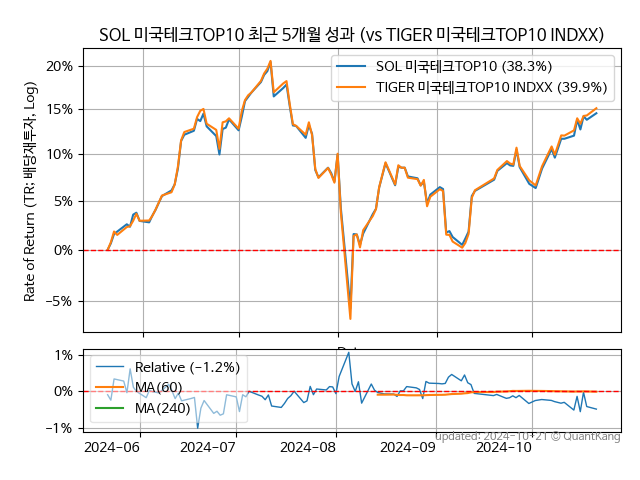 SOL 미국테크TOP10 최근 5개월 성과 (vs TIGER 미국테크TOP10 INDXX)
SOL 미국테크TOP10 (38.3%)
TIGER 미국테크TOP10 INDXX (39.9%)
Rate of Return (TR: 배당재투자, Log)
20%
15%
10%
5%
0%
−5%
1%
0%
−1%
Relative (−1.2%)
MA(60)
MA(240)
2024-06
2024-07
2024-08
2024-09
2024-10
updated: 2024-10-21 © QuantKang